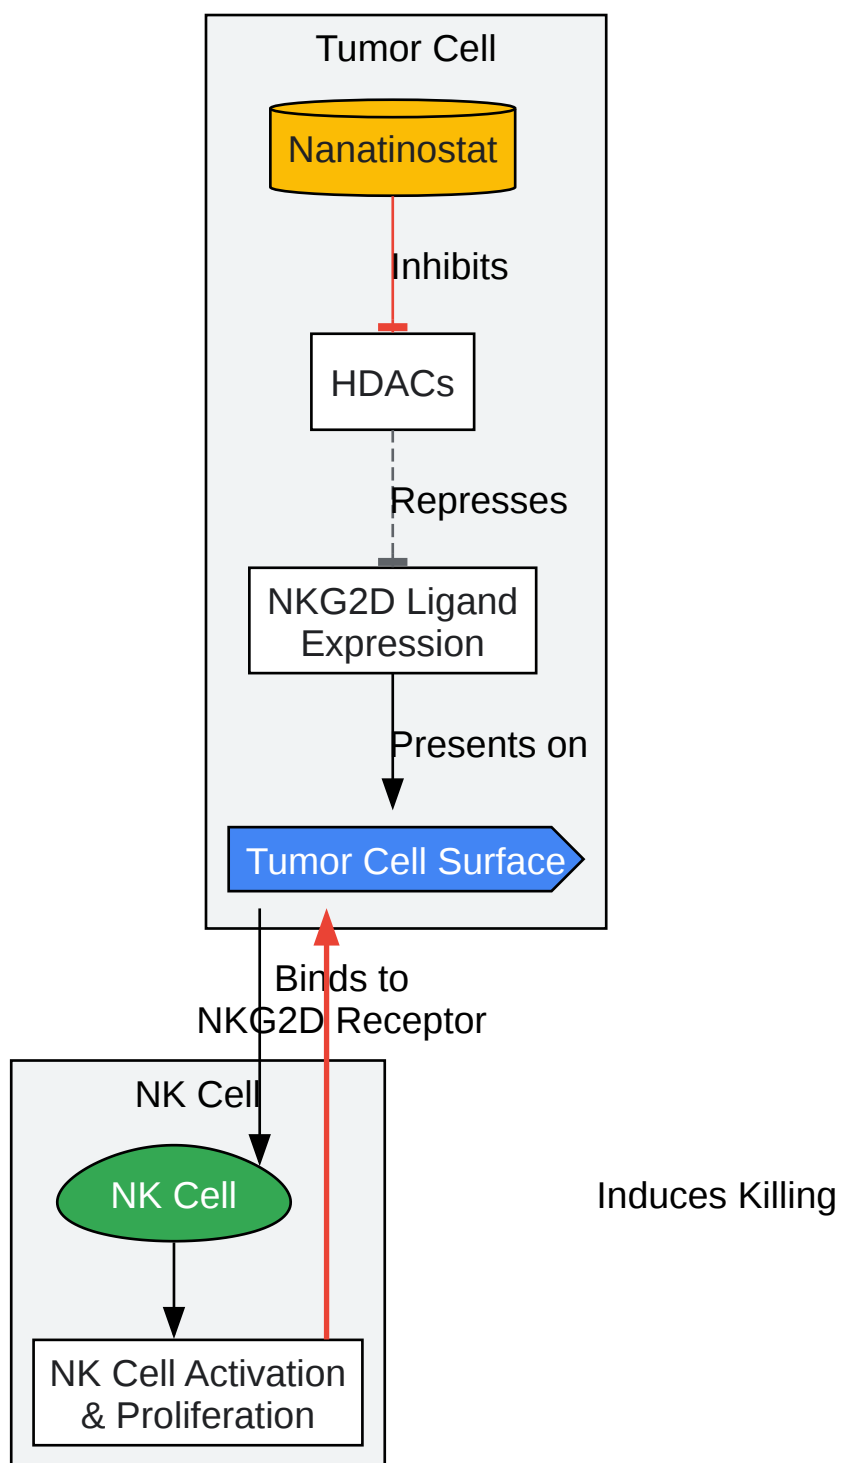 Tumor Cell
Nanatinostat
Inhibits
HDACs
Represses
NKG2D Ligand
Expression
Presents on
Tumor Cell Surface
Binds to
NKG2D Receptor
NK Cell
NK Cell
Induces Killing
NK Cell Activation
& Proliferation